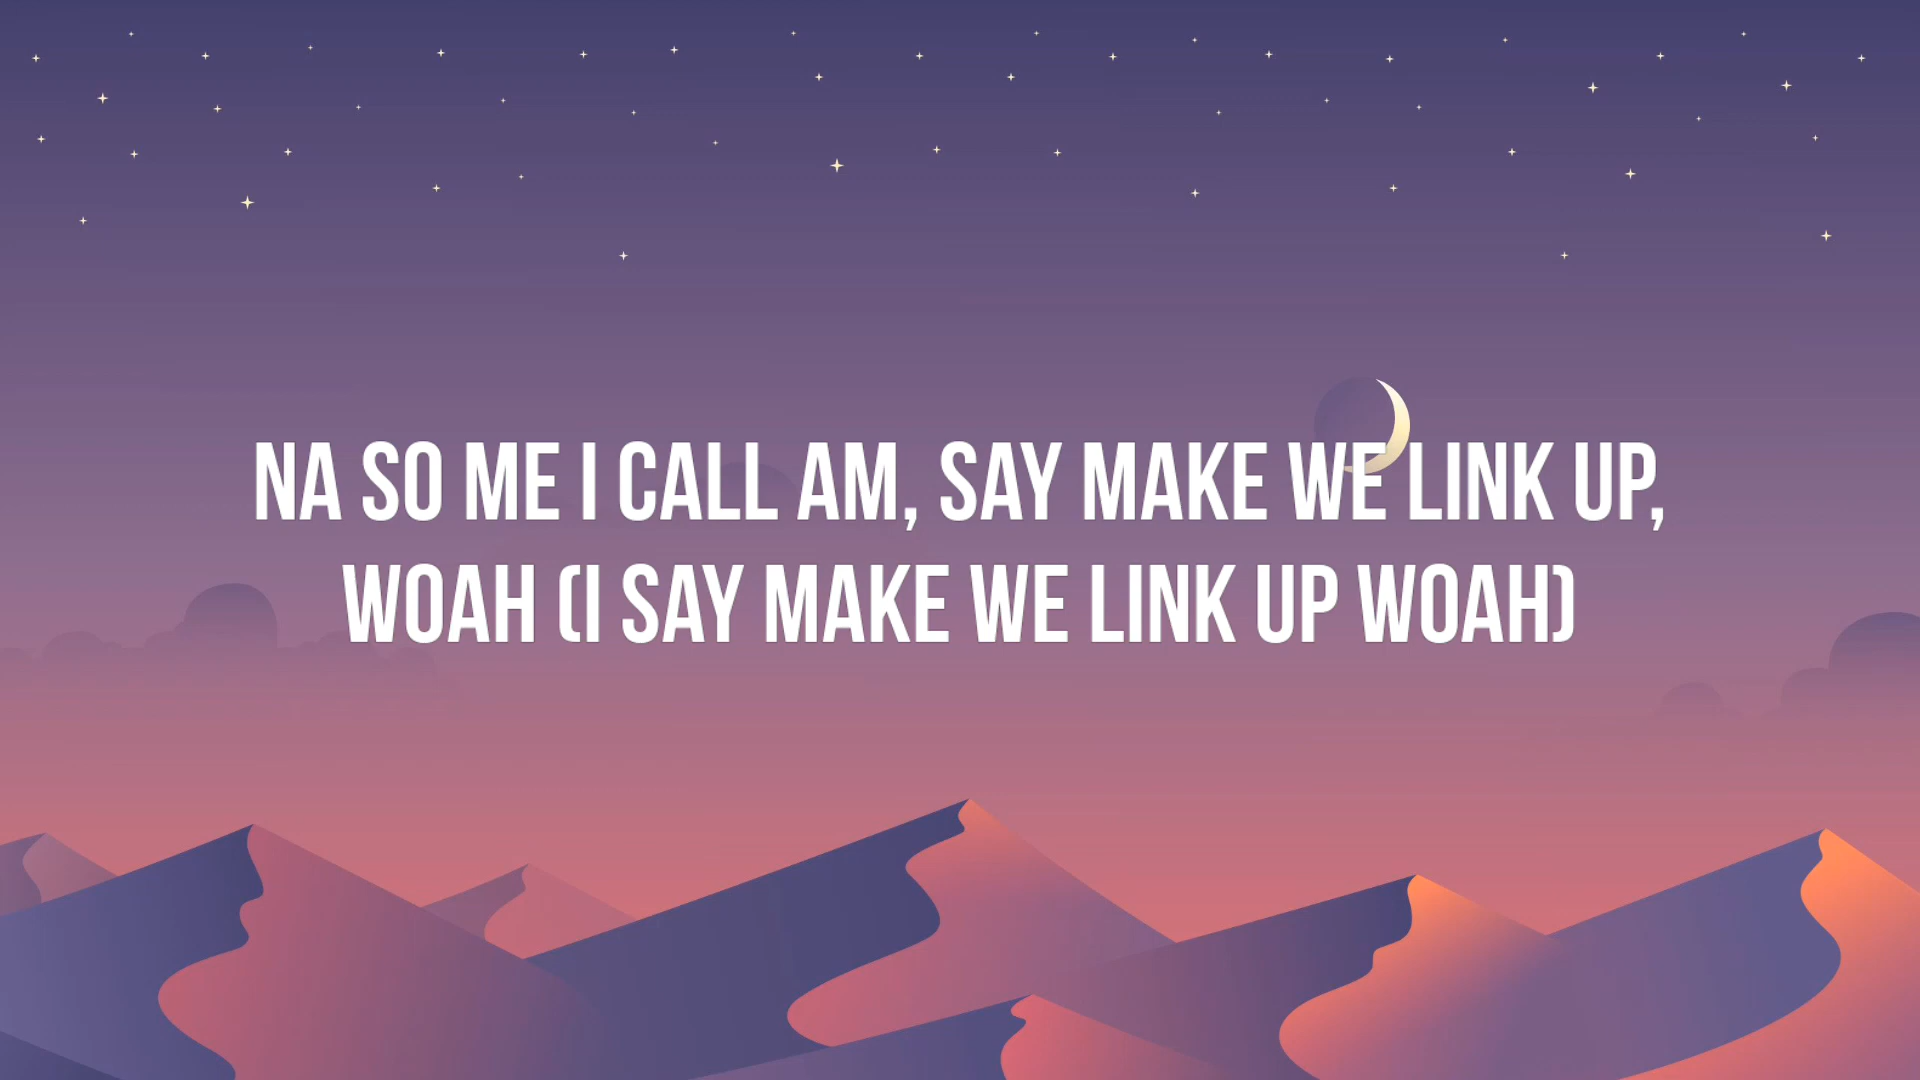 NA SO ME I CALL AM, SAY MAKE WE LINK UP,
WOAH (I SAY MAKE WE LINK UP WOAH)